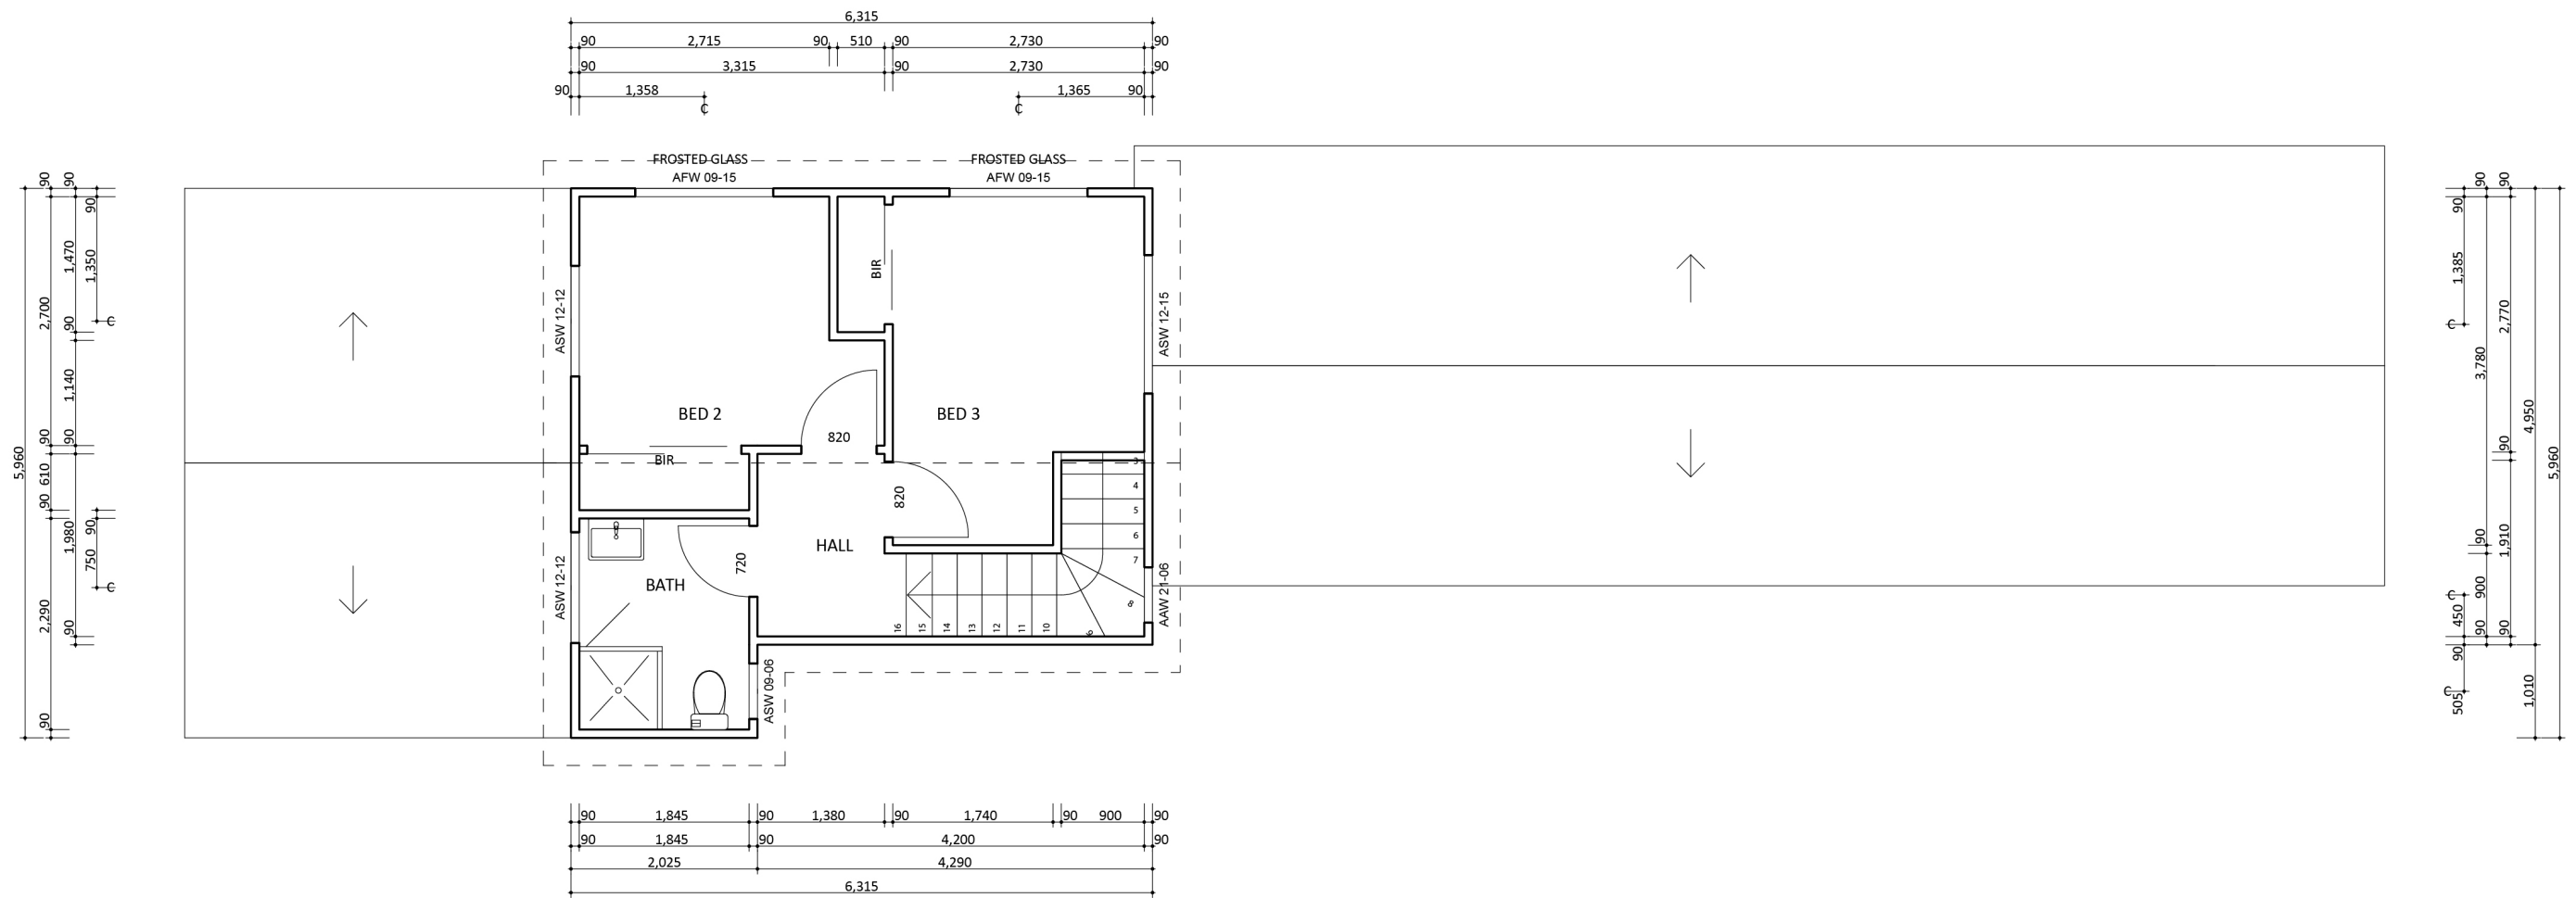 6,315
90 2,715 90 510 90 2,730 90
90 3,315 90 2,730 90
90 1,358 1,365 90
C C
FROSTED GLASS FROSTED GLASS
AFW 09-15 AFW 09-15
5,960
90 2,700 90 610 90 2,290 90
90 1,470 90 1,140 90 1,980 90
90 1,350 C 90 750 C
ASW 12-12
ASW 12-12
BIR
ASW 12-15
BED 2
BED 3
820
BIR
820
HALL
720
BATH
3
4
5
6
7
8
9
16 15 14 13 12 11 10
AAW 21-06
ASW 09-06
90 1,385 C C 450 90 505 C
90 3,780 90 900 90
90 2,770 90 1,910 90
4,950 1,010
5,960
90 1,845 90 1,380 90 1,740 90 900 90
90 1,845 90 4,200 90
2,025 4,290
6,315